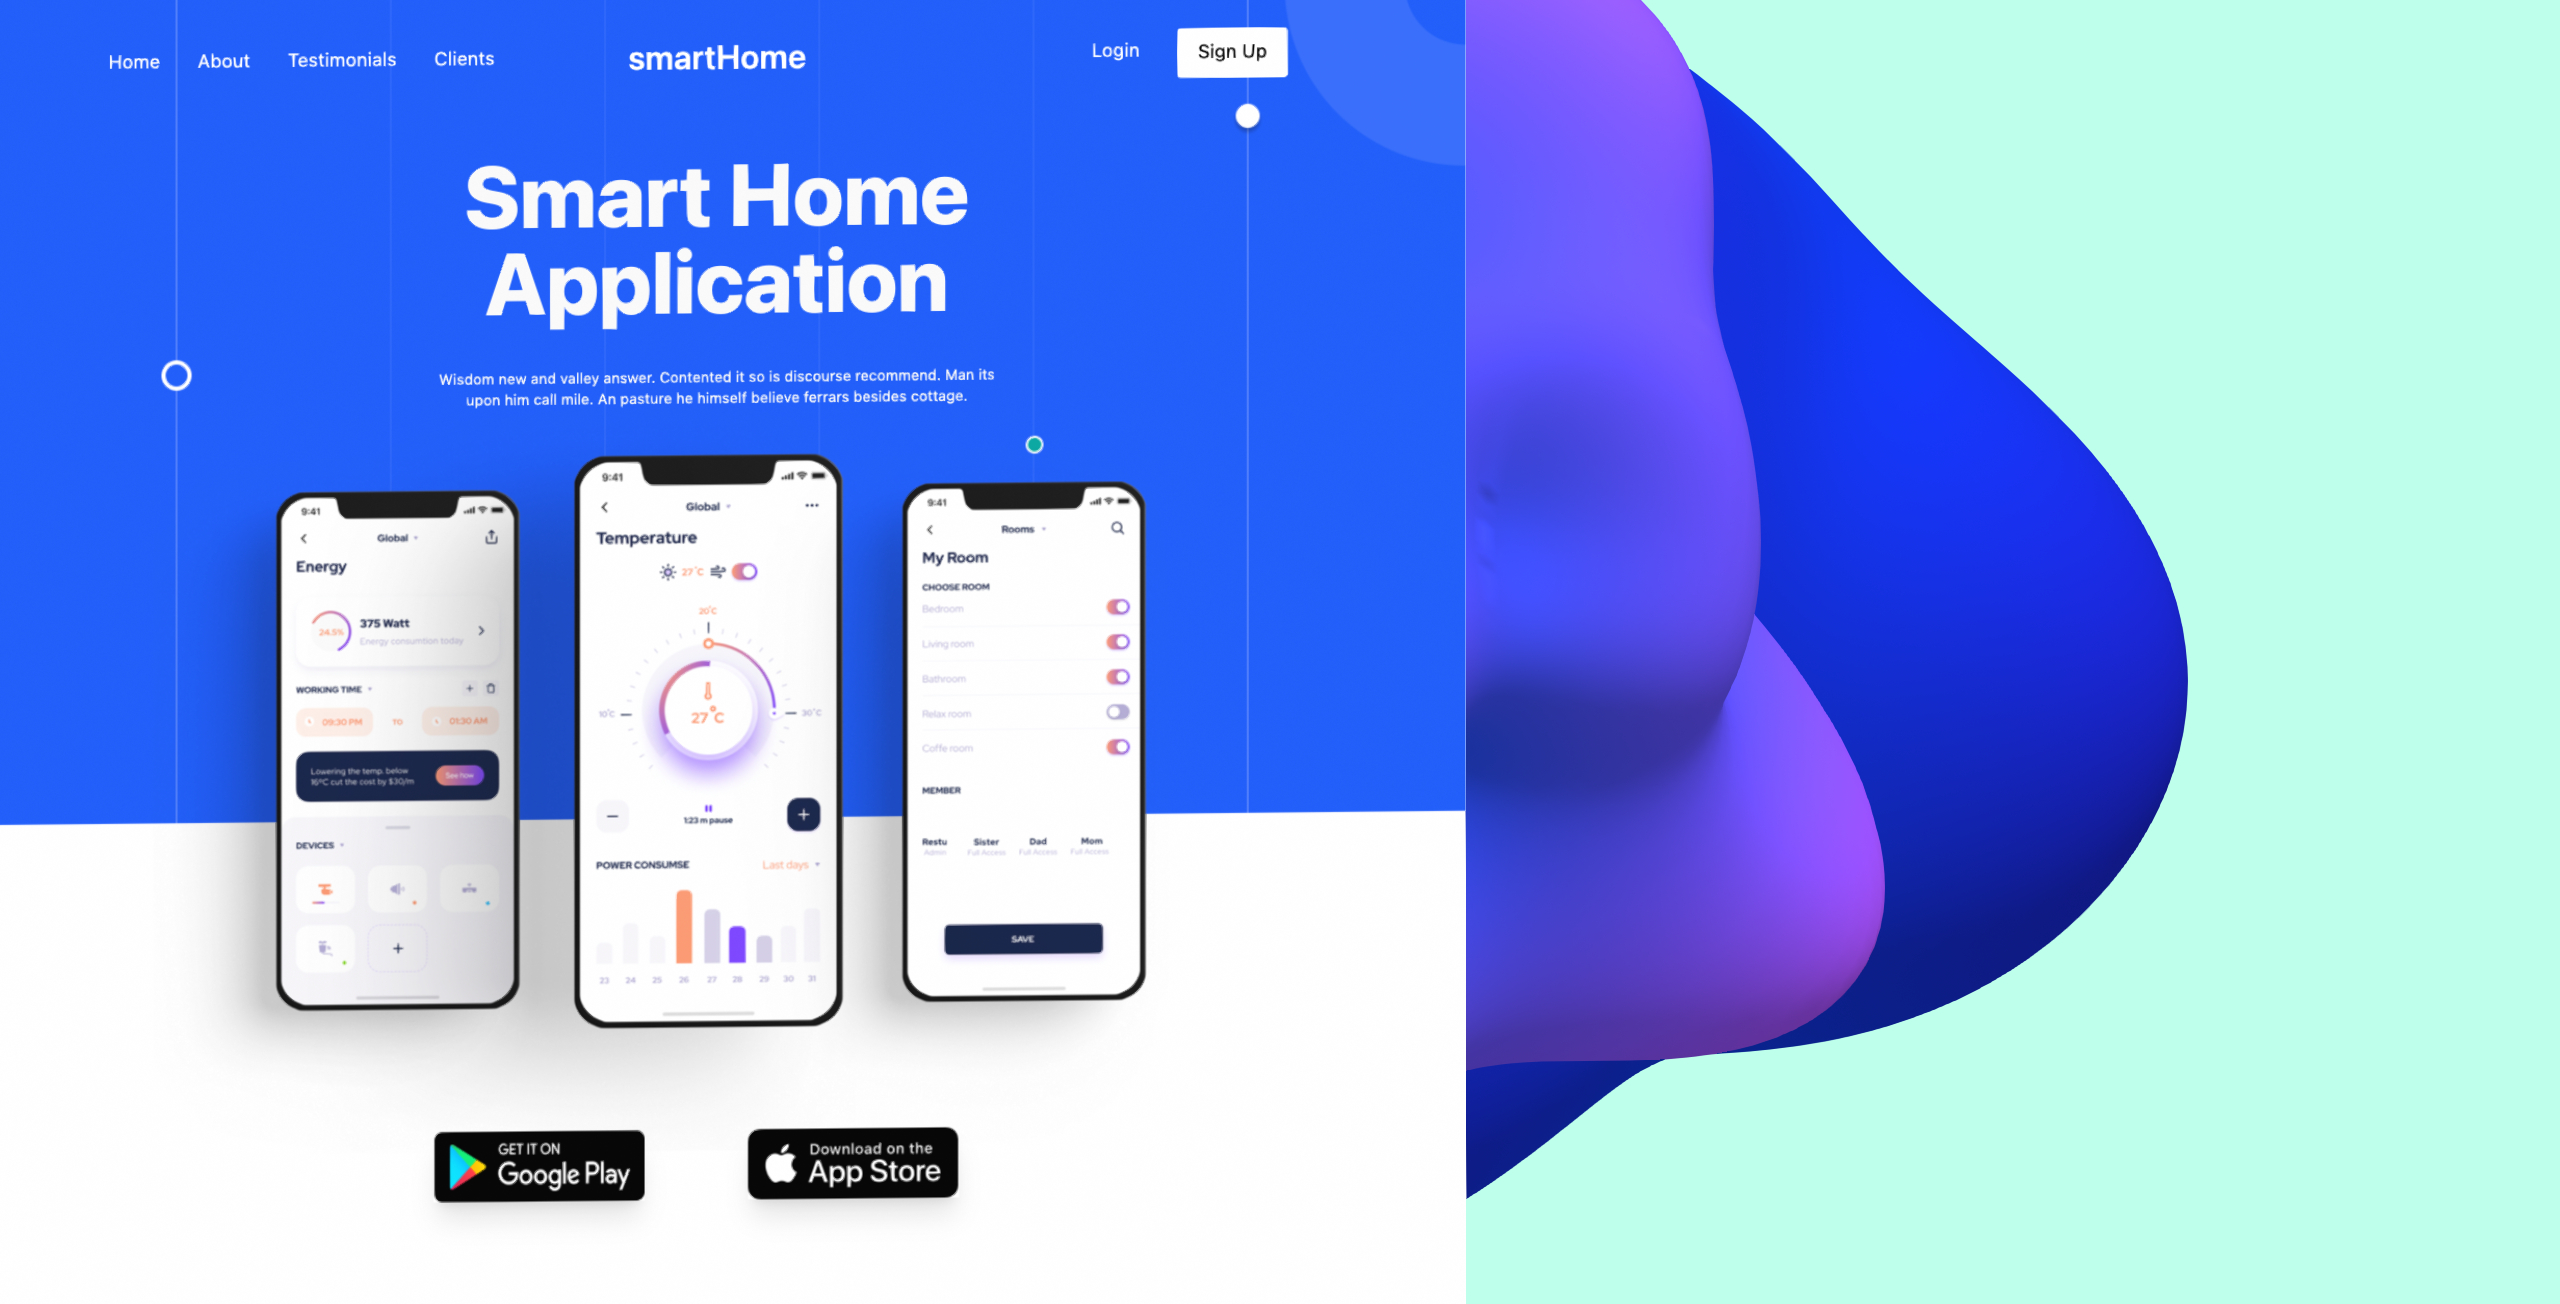 Home
About
Testimonials
Clients
smartHome
Login
Sign Up
Smart Home
Application
Wisdom new and valley answer. Contented it so is discourse recommend. Man its
upon him call mile. An pasture he himself believe ferrars besides cottage.
9:41
Global
Energy
24.5%
375 Watt
Energy consumtion today
WORKING TIME
09:30 PM
TO
01:30 AM
Lowering the temp. below
16°C cut the cost by $30/m
See how
DEVICES
9:41
Global
Temperature
27°C
20°C
10°C
30°C
27°C
1:23 m pause
POWER CONSUMSE
Last days
23 24 25 26 27 28 29 30 31
9:41
Rooms
My Room
CHOOSE ROOM
Bedroom
Living room
Bathroom
Relax room
Coffe room
MEMBER
Restu Sister Dad Mom
Admin Full Access Full Access Full Access
SAVE
GET IT ON
Google Play
Download on the
App Store